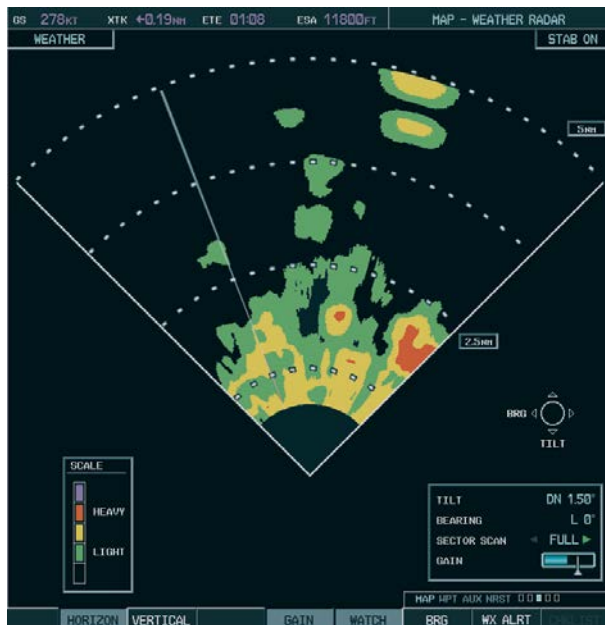 GS 278KT XTK +0.19NM ETE 01:08 ESA 11800FT MAP – WEATHER RADAR
WEATHER STAB ON
5NM
2.5NM
BRG
TILT
SCALE
HEAVY
LIGHT
TILT DN 1.50°
BEARING L 0°
SECTOR SCAN FULL
GAIN
MAP WPT AUX NRST
HORIZON VERTICAL GAIN WATCH BRG WX ALRT CHKLIST